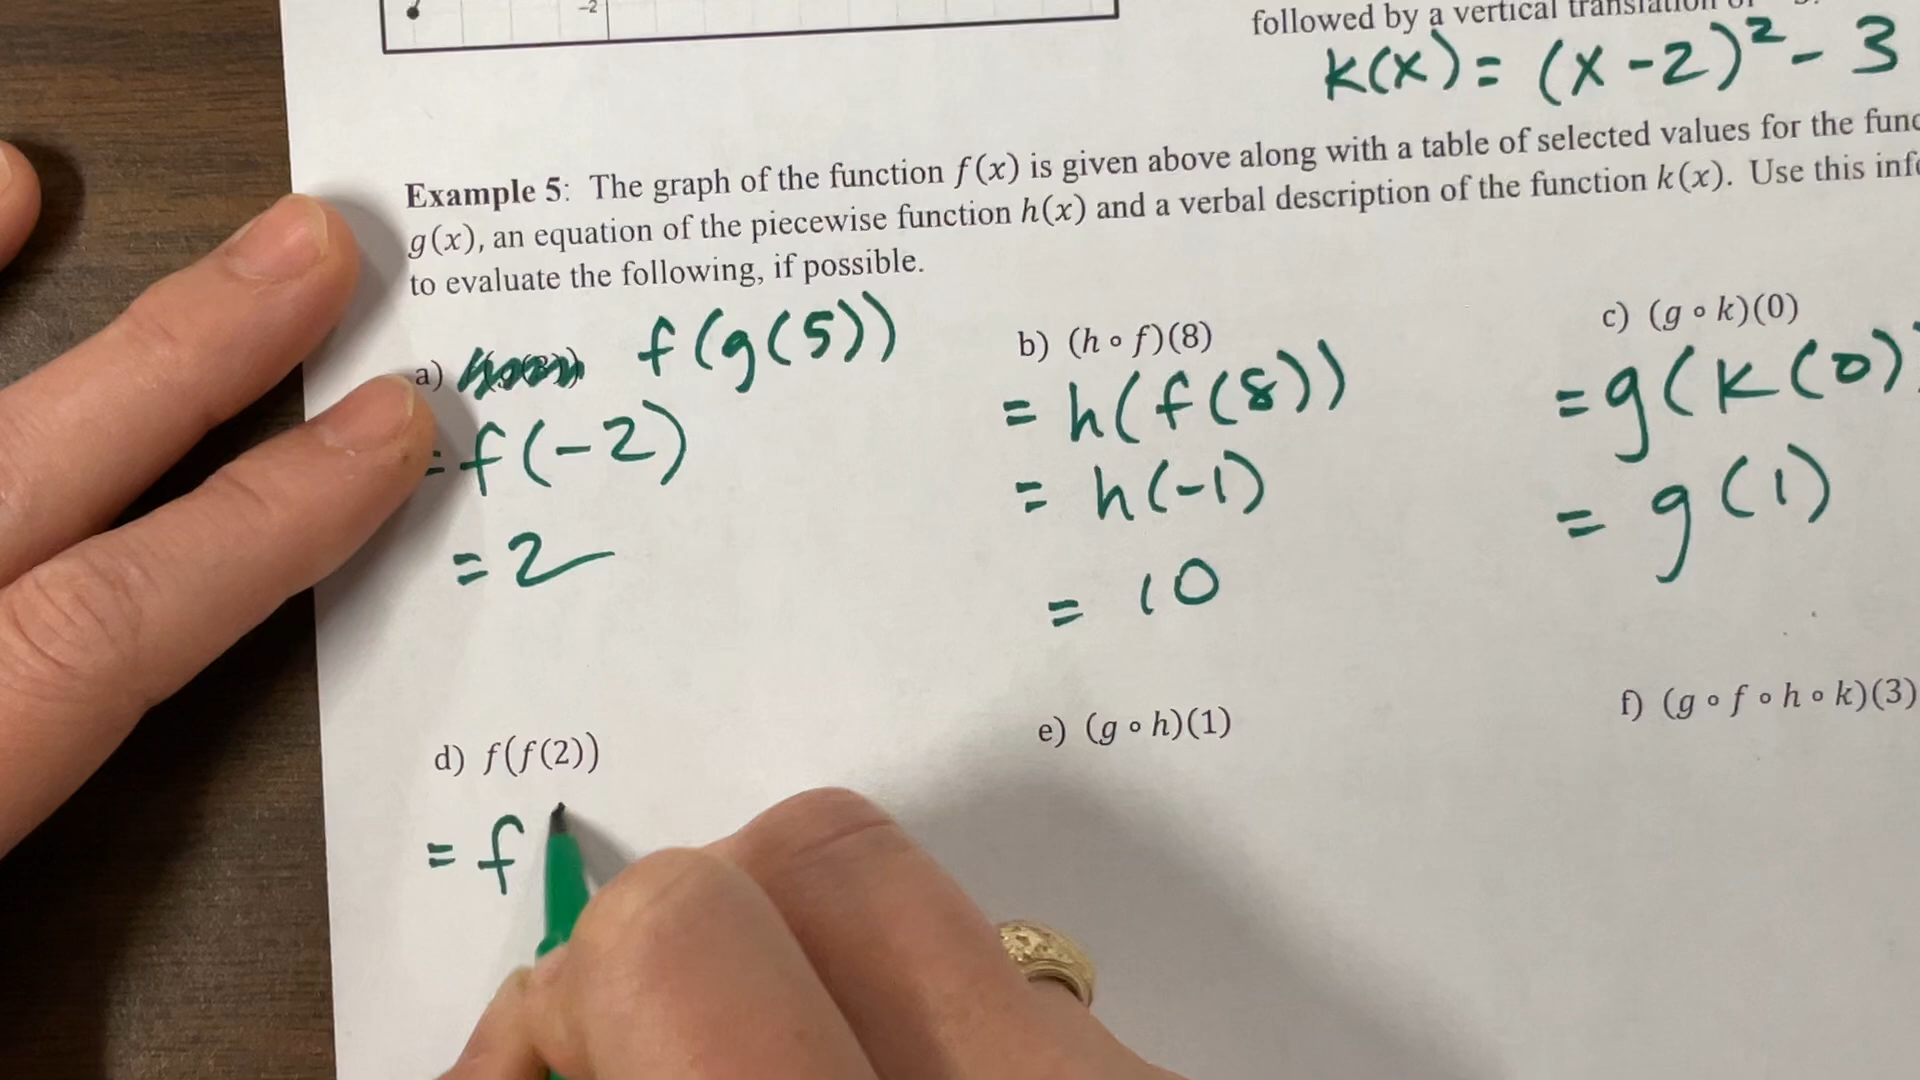 -2
followed by a vertical translation of
k(x) = (x - 2)² - 3
Example 5: The graph of the function f(x) is given above along with a table of selected values for the func
g(x), an equation of the piecewise function h(x) and a verbal description of the function k(x). Use this info
to evaluate the following, if possible.
a) f(g(5))
= f(-2)
= 2
b) (h ∘ f)(8)
= h(f(8))
= h(-1)
= 10
c) (g ∘ k)(0)
= g(k(0)
= g(1)
d) f(f(2))
= f
e) (g ∘ h)(1)
f) (g ∘ f ∘ h ∘ k)(3)